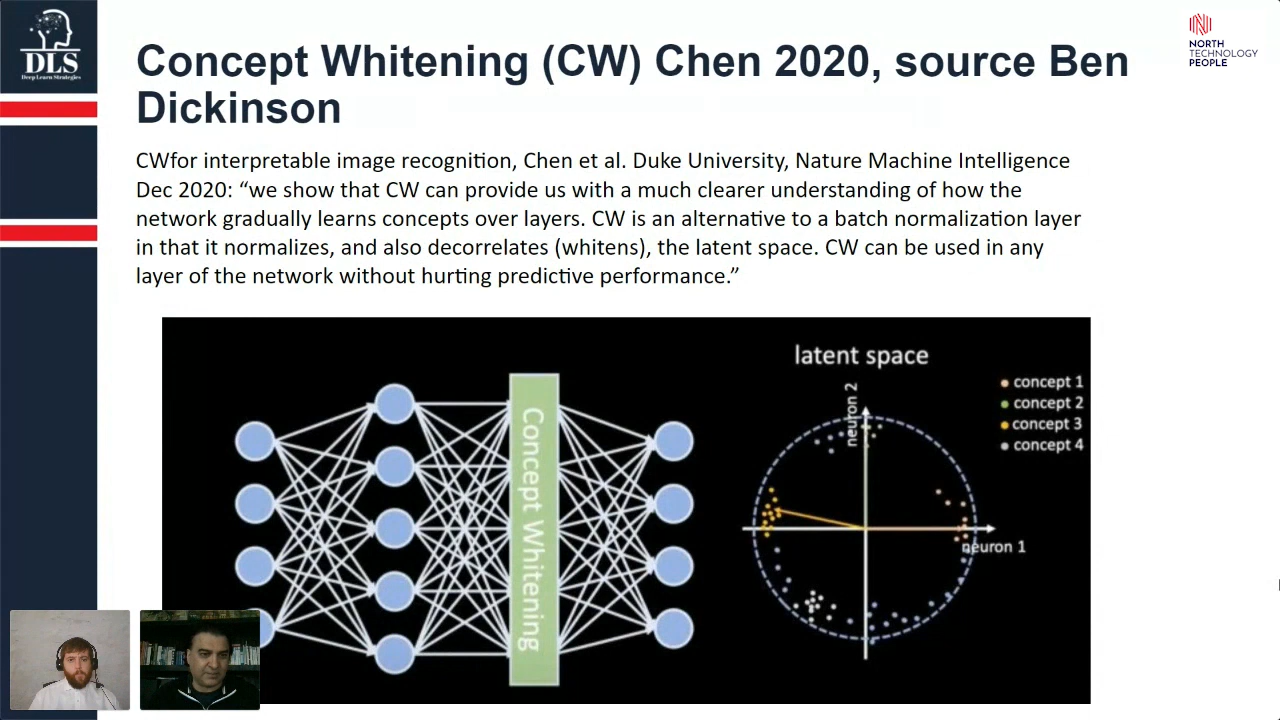 DLS
Deep Learn Strategies
NORTH
TECHNOLOGY
PEOPLE
Concept Whitening (CW) Chen 2020, source Ben
Dickinson
CWfor interpretable image recognition, Chen et al. Duke University, Nature Machine Intelligence
Dec 2020: “we show that CW can provide us with a much clearer understanding of how the
network gradually learns concepts over layers. CW is an alternative to a batch normalization layer
in that it normalizes, and also decorrelates (whitens), the latent space. CW can be used in any
layer of the network without hurting predictive performance.”
Concept Whitening
latent space
neuron 2
concept 1
concept 2
concept 3
concept 4
neuron 1